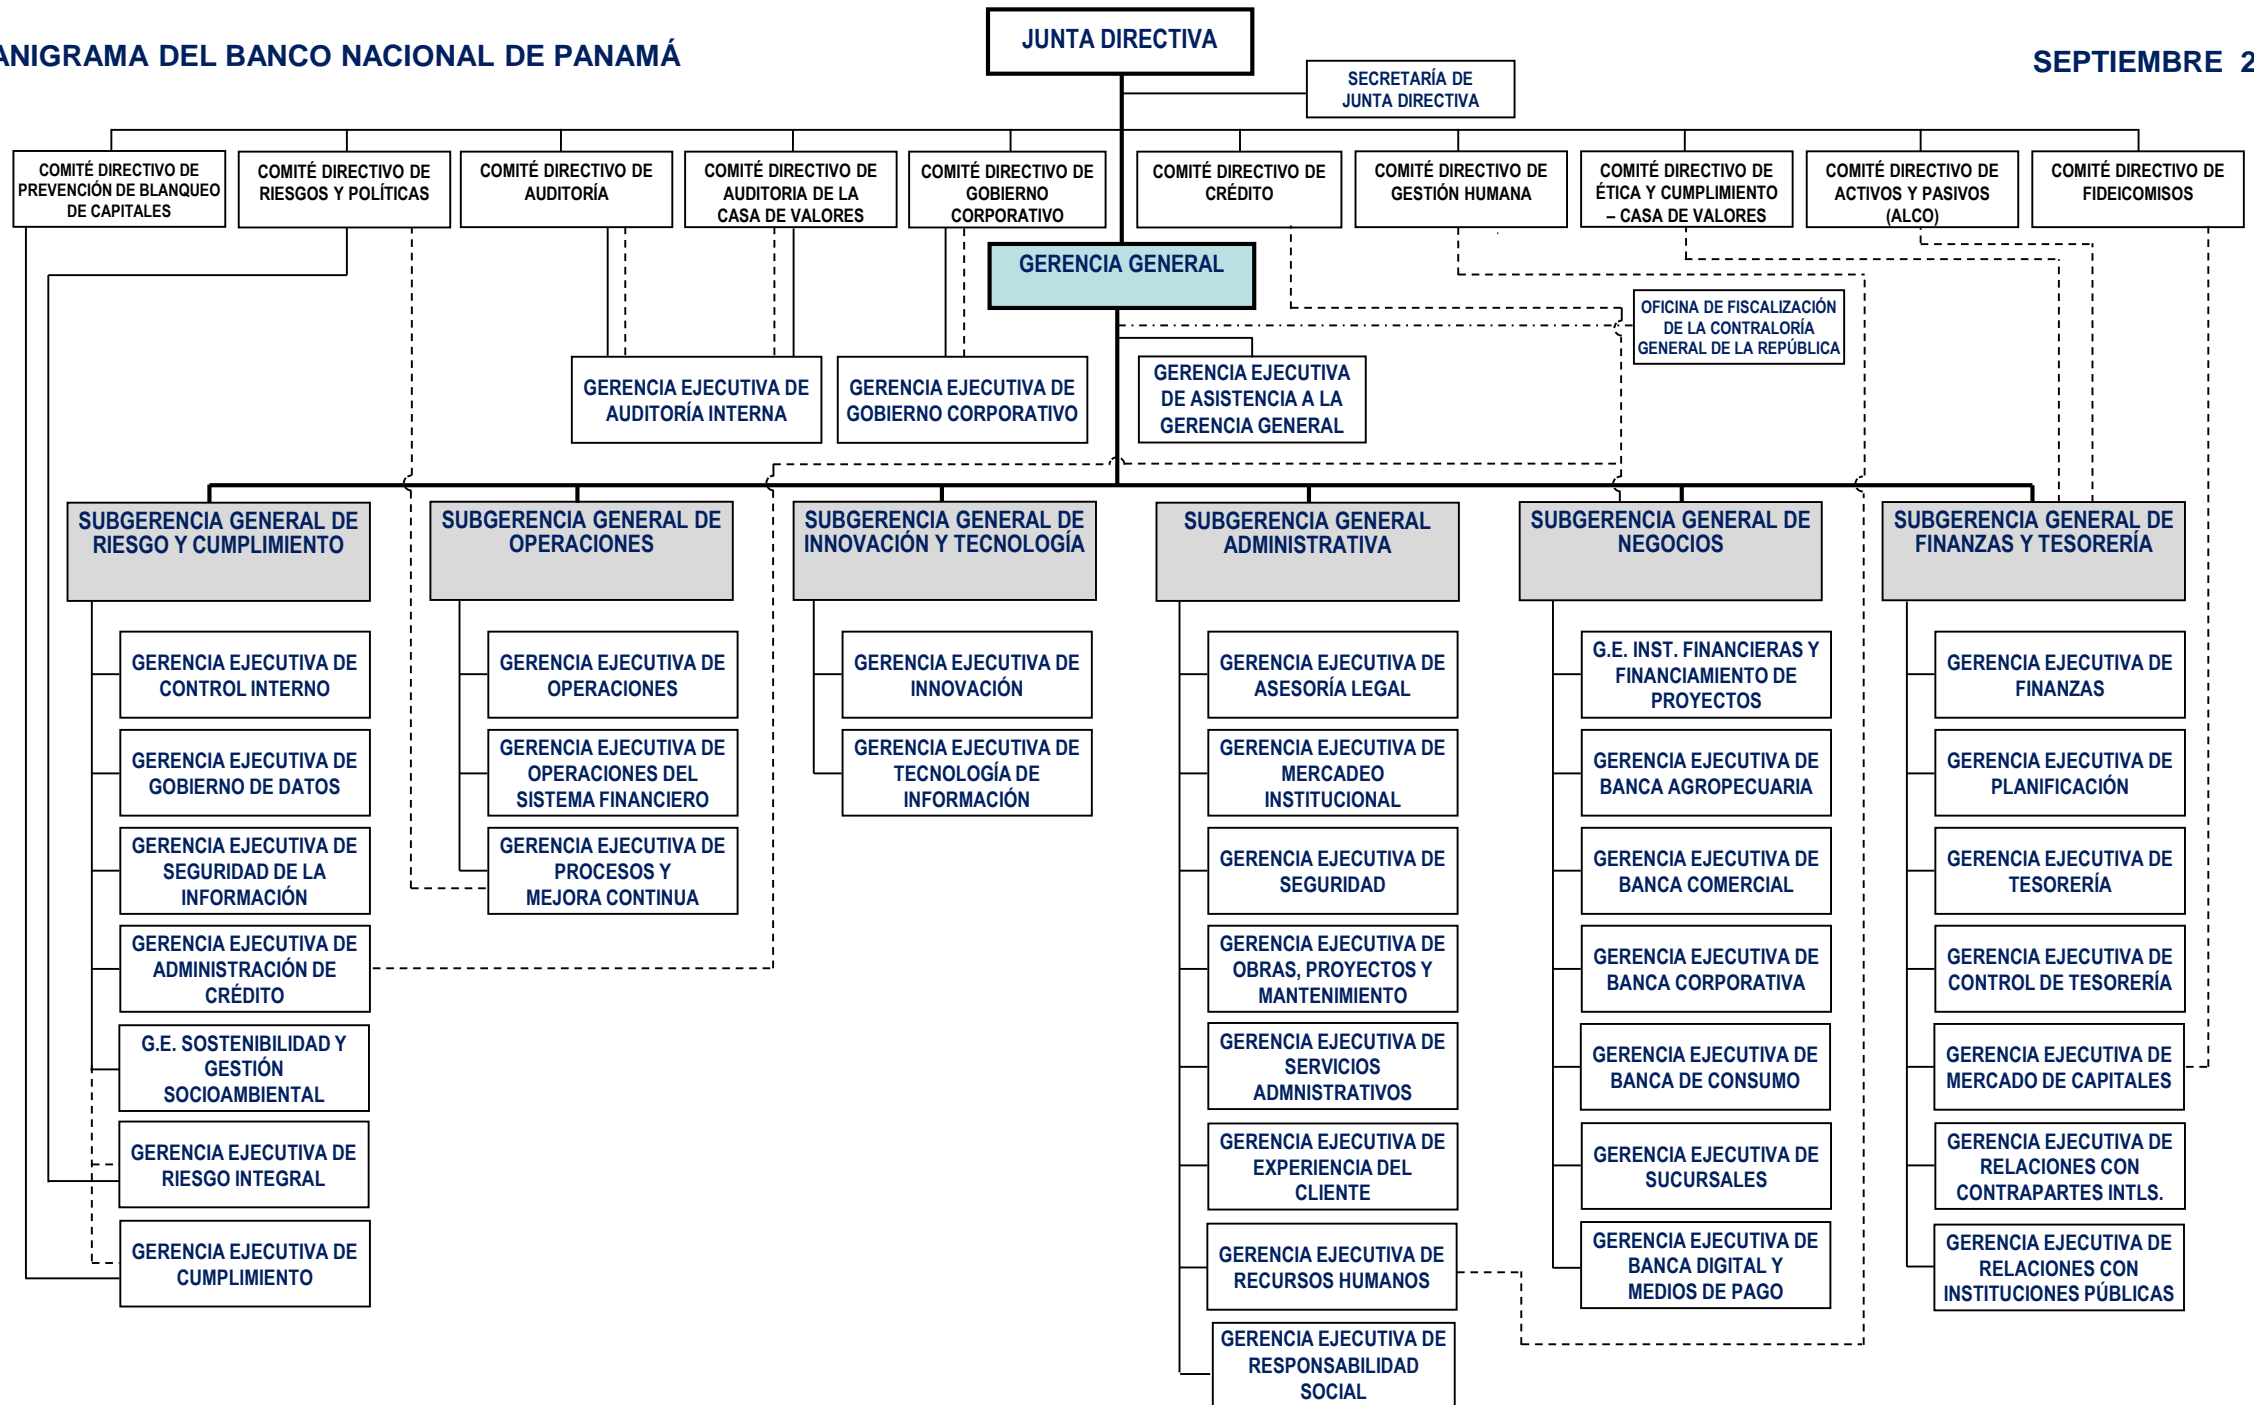 ANIGRAMA DEL BANCO NACIONAL DE PANAMÁ
SEPTIEMBRE 2
JUNTA DIRECTIVA
SECRETARÍA DE
JUNTA DIRECTIVA
COMITÉ DIRECTIVO DE
PREVENCIÓN DE BLANQUEO
DE CAPITALES
COMITÉ DIRECTIVO DE
RIESGOS Y POLÍTICAS
COMITÉ DIRECTIVO DE
AUDITORÍA
COMITÉ DIRECTIVO DE
AUDITORIA DE LA
CASA DE VALORES
COMITÉ DIRECTIVO DE
GOBIERNO
CORPORATIVO
COMITÉ DIRECTIVO DE
CRÉDITO
COMITÉ DIRECTIVO DE
GESTIÓN HUMANA
COMITÉ DIRECTIVO DE
ÉTICA Y CUMPLIMIENTO
– CASA DE VALORES
COMITÉ DIRECTIVO DE
ACTIVOS Y PASIVOS
(ALCO)
COMITÉ DIRECTIVO DE
FIDEICOMISOS
GERENCIA GENERAL
OFICINA DE FISCALIZACIÓN
DE LA CONTRALORÍA
GENERAL DE LA REPÚBLICA
GERENCIA EJECUTIVA DE
AUDITORÍA INTERNA
GERENCIA EJECUTIVA DE
GOBIERNO CORPORATIVO
GERENCIA EJECUTIVA
DE ASISTENCIA A LA
GERENCIA GENERAL
SUBGERENCIA GENERAL DE
RIESGO Y CUMPLIMIENTO
SUBGERENCIA GENERAL DE
OPERACIONES
SUBGERENCIA GENERAL DE
INNOVACIÓN Y TECNOLOGÍA
SUBGERENCIA GENERAL
ADMINISTRATIVA
SUBGERENCIA GENERAL DE
NEGOCIOS
SUBGERENCIA GENERAL DE
FINANZAS Y TESORERÍA
GERENCIA EJECUTIVA DE
CONTROL INTERNO
GERENCIA EJECUTIVA DE
GOBIERNO DE DATOS
GERENCIA EJECUTIVA DE
SEGURIDAD DE LA
INFORMACIÓN
GERENCIA EJECUTIVA DE
ADMINISTRACIÓN DE
CRÉDITO
G.E. SOSTENIBILIDAD Y
GESTIÓN
SOCIOAMBIENTAL
GERENCIA EJECUTIVA DE
RIESGO INTEGRAL
GERENCIA EJECUTIVA DE
CUMPLIMIENTO
GERENCIA EJECUTIVA DE
OPERACIONES
GERENCIA EJECUTIVA DE
OPERACIONES DEL
SISTEMA FINANCIERO
GERENCIA EJECUTIVA DE
PROCESOS Y
MEJORA CONTINUA
GERENCIA EJECUTIVA DE
INNOVACIÓN
GERENCIA EJECUTIVA DE
TECNOLOGÍA DE
INFORMACIÓN
GERENCIA EJECUTIVA DE
ASESORÍA LEGAL
GERENCIA EJECUTIVA DE
MERCADEO
INSTITUCIONAL
GERENCIA EJECUTIVA DE
SEGURIDAD
GERENCIA EJECUTIVA DE
OBRAS, PROYECTOS Y
MANTENIMIENTO
GERENCIA EJECUTIVA DE
SERVICIOS
ADMNISTRATIVOS
GERENCIA EJECUTIVA DE
EXPERIENCIA DEL
CLIENTE
GERENCIA EJECUTIVA DE
RECURSOS HUMANOS
GERENCIA EJECUTIVA DE
RESPONSABILIDAD
SOCIAL
G.E. INST. FINANCIERAS Y
FINANCIAMIENTO DE
PROYECTOS
GERENCIA EJECUTIVA DE
BANCA AGROPECUARIA
GERENCIA EJECUTIVA DE
BANCA COMERCIAL
GERENCIA EJECUTIVA DE
BANCA CORPORATIVA
GERENCIA EJECUTIVA DE
BANCA DE CONSUMO
GERENCIA EJECUTIVA DE
SUCURSALES
GERENCIA EJECUTIVA DE
BANCA DIGITAL Y
MEDIOS DE PAGO
GERENCIA EJECUTIVA DE
FINANZAS
GERENCIA EJECUTIVA DE
PLANIFICACIÓN
GERENCIA EJECUTIVA DE
TESORERÍA
GERENCIA EJECUTIVA DE
CONTROL DE TESORERÍA
GERENCIA EJECUTIVA DE
MERCADO DE CAPITALES
GERENCIA EJECUTIVA DE
RELACIONES CON
CONTRAPARTES INTLS.
GERENCIA EJECUTIVA DE
RELACIONES CON
INSTITUCIONES PÚBLICAS